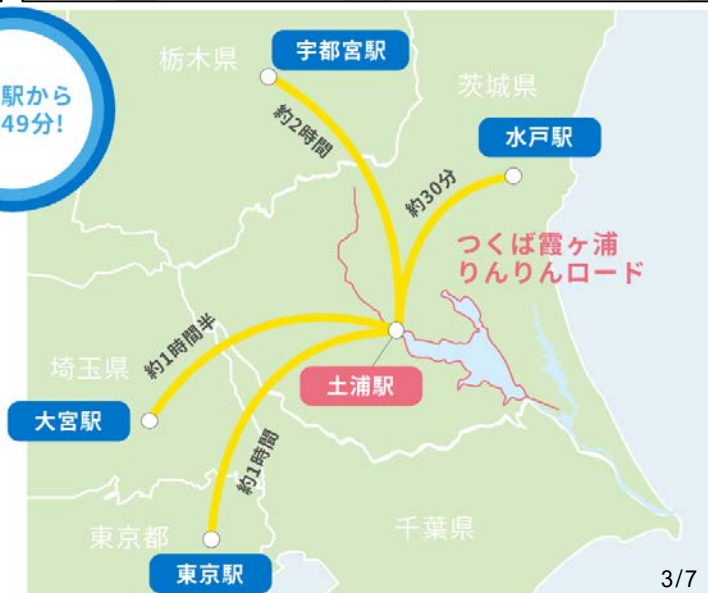 駅から
49分!
栃木県
宇都宮駅
茨城県
水戸駅
約2時間
約30分
つくば霞ヶ浦
りんりんロード
埼玉県
約1時間半
土浦駅
大宮駅
約1時間
東京都
千葉県
東京駅
3/7